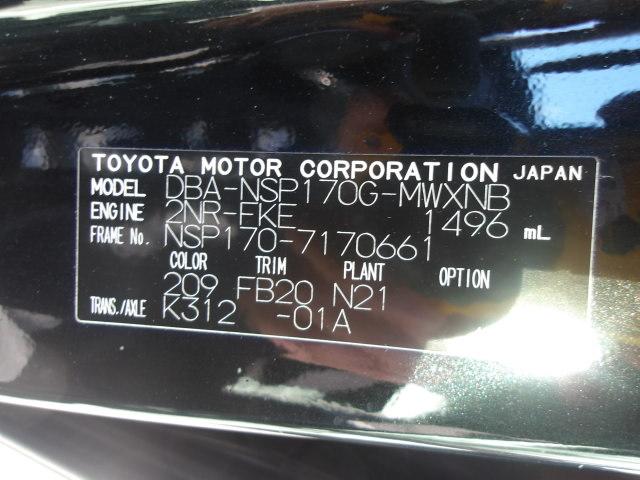 TOYOTA MOTOR CORPORATION JAPAN
MODEL DBA-NSP170G-MWXNB
ENGINE 2NR-FKE 1496 mL
FRAME No. NSP170-7170661
COLOR TRIM PLANT OPTION
209 FB20 N21
TRANS./AXLE K312 -01A